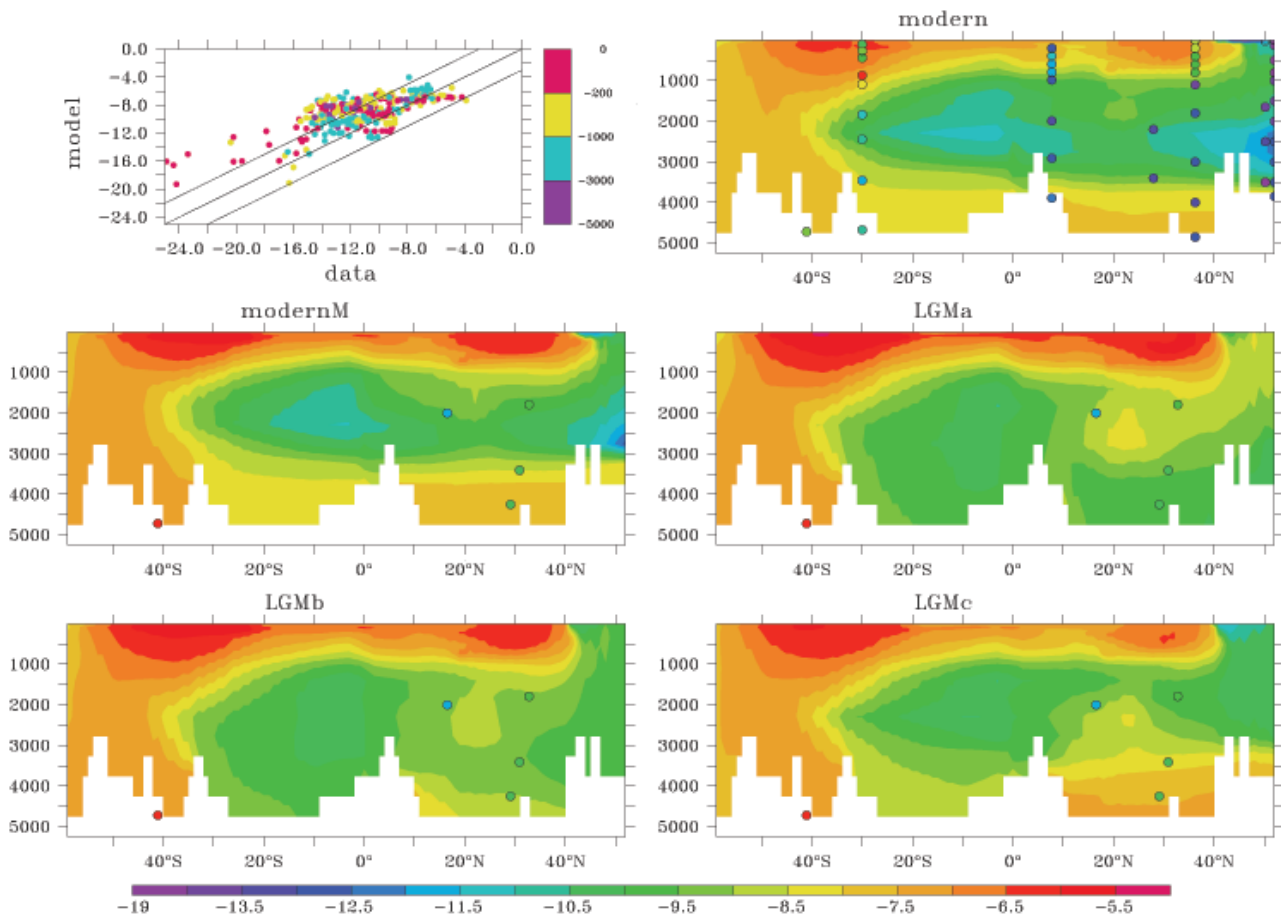 modern
0.0
-4.0
-8.0
-12.0
-16.0
-20.0
-24.0
model
-24.0 -20.0 -16.0 -12.0 -8.0 -4.0 0.0
data
0
-200
-1000
-3000
-5000
1000
2000
3000
4000
5000
40°S 20°S 0° 20°N 40°N
modernM
1000
2000
3000
4000
5000
40°S 20°S 0° 20°N 40°N
LGMa
1000
2000
3000
4000
5000
40°S 20°S 0° 20°N 40°N
LGMb
1000
2000
3000
4000
5000
40°S 20°S 0° 20°N 40°N
LGMc
1000
2000
3000
4000
5000
40°S 20°S 0° 20°N 40°N
-19 -13.5 -12.5 -11.5 -10.5 -9.5 -8.5 -7.5 -6.5 -5.5